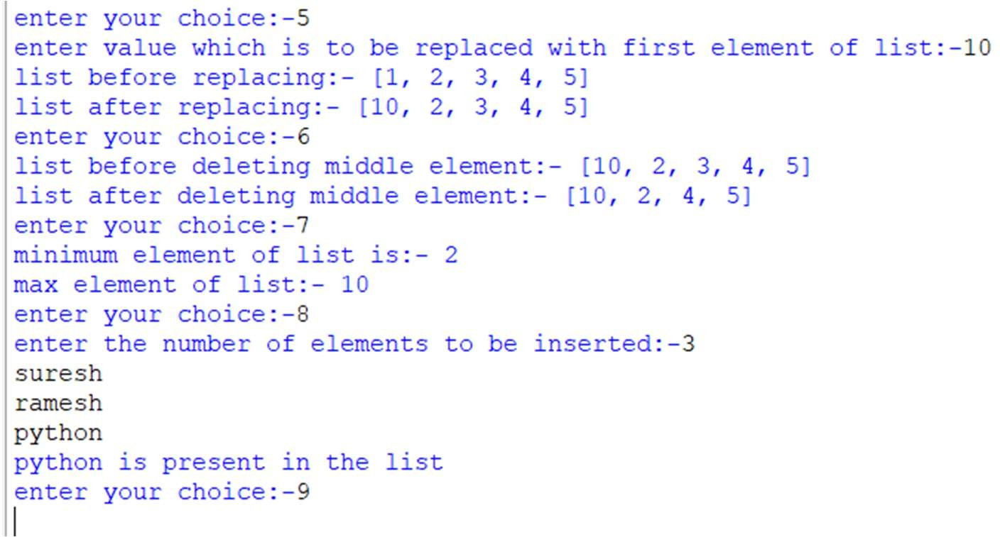 enter your choice:-5
enter value which is to be replaced with first element of list:-10
list before replacing:- [1, 2, 3, 4, 5]
list after replacing:- [10, 2, 3, 4, 5]
enter your choice:-6
list before deleting middle element:- [10, 2, 3, 4, 5]
list after deleting middle element:- [10, 2, 4, 5]
enter your choice:-7
minimum element of list is:- 2
max element of list:- 10
enter your choice:-8
enter the number of elements to be inserted:-3
suresh
ramesh
python
python is present in the list
enter your choice:-9